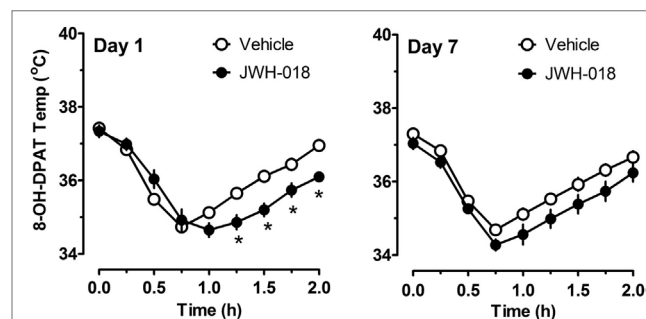 Day 1
Vehicle
JWH-018
8-OH-DPAT Temp (°C)
40
38
36
34
*
*
*
*
0.0
0.5
1.0
1.5
2.0
Time (h)
Day 7
Vehicle
JWH-018
40
38
36
34
0.0
0.5
1.0
1.5
2.0
Time (h)